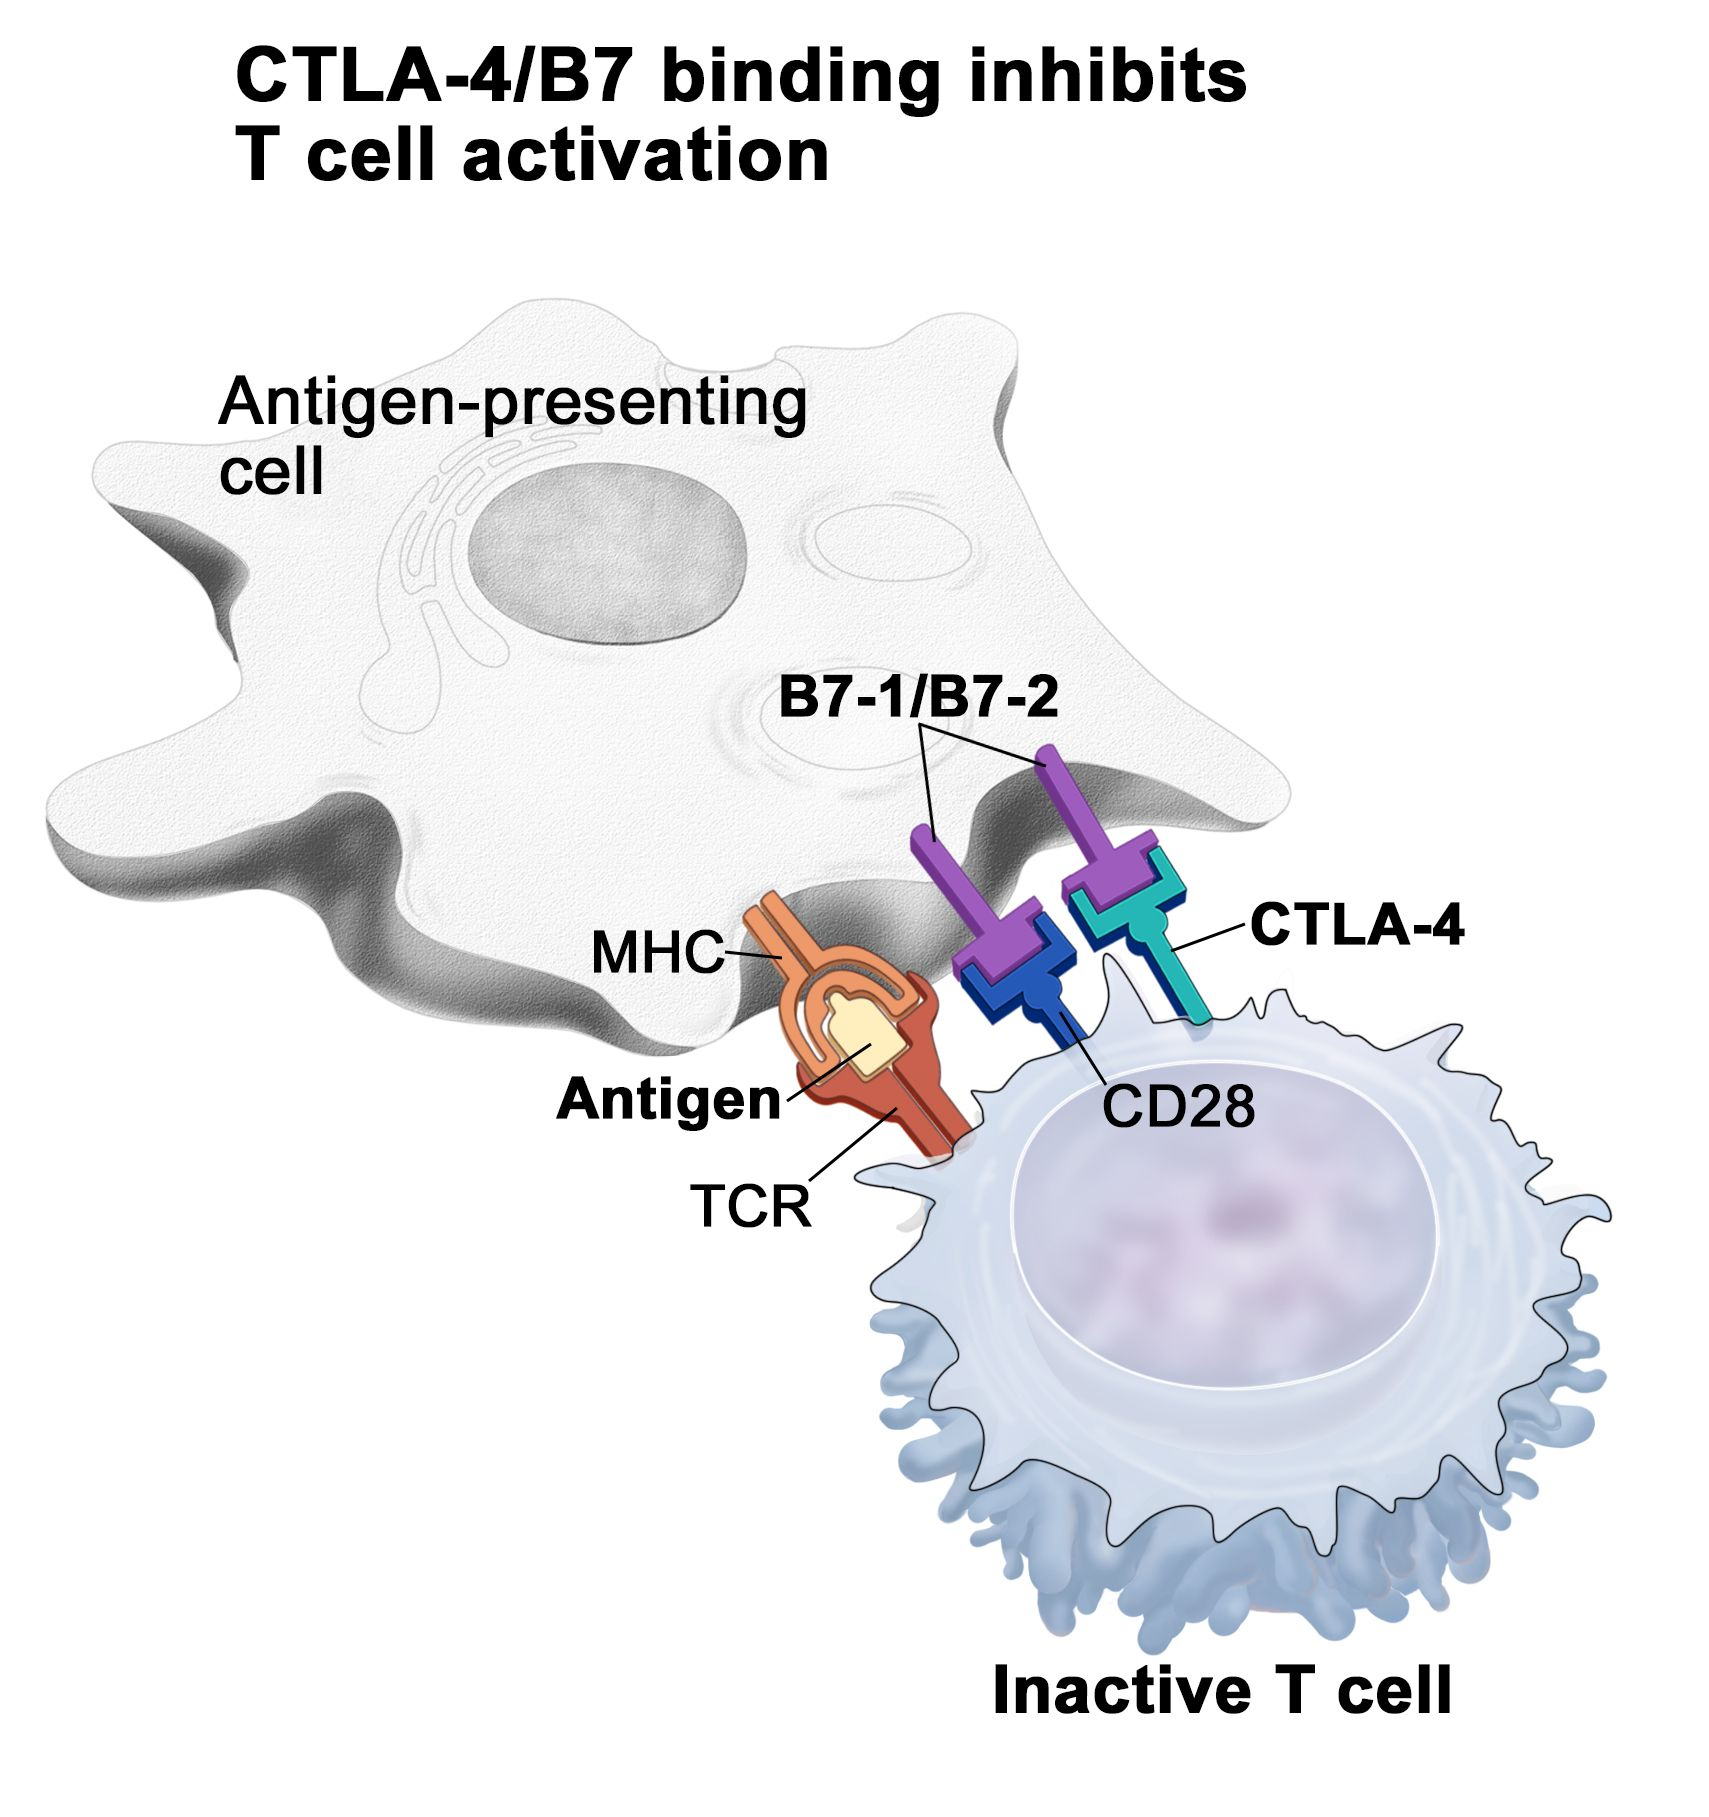 CTLA-4/B7 binding inhibits
T cell activation
Antigen-presenting
cell
B7-1/B7-2
CTLA-4
MHC
Antigen
CD28
TCR
Inactive T cell